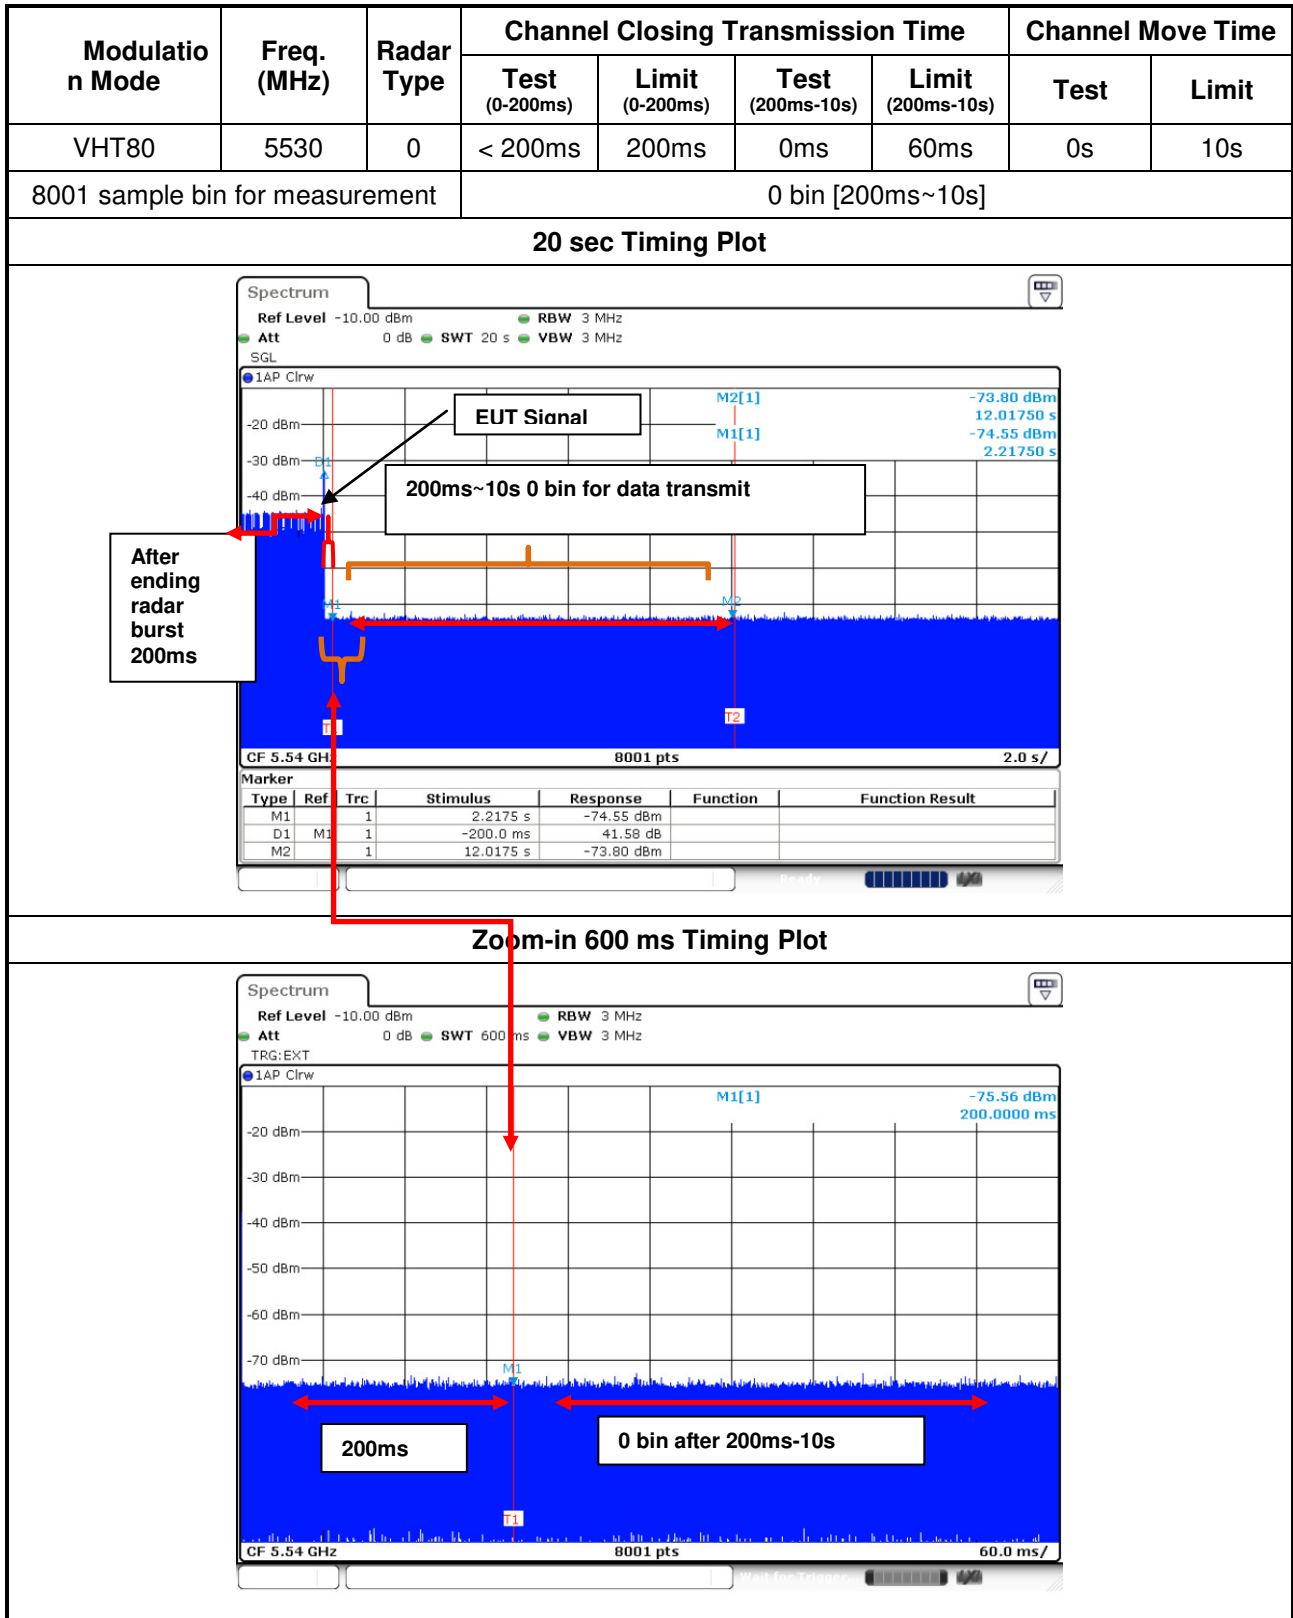 Modulatio
n Mode
Freq.
(MHz)
Radar
Type
Channel Closing Transmission Time
Channel Move Time
Test
(0-200ms)
Limit
(0-200ms)
Test
(200ms-10s)
Limit
(200ms-10s)
Test
Limit
VHT80 5530 0 < 200ms 200ms 0ms 60ms 0s 10s
8001 sample bin for measurement 0 bin [200ms~10s]
20 sec Timing Plot
Spectrum
Ref Level -10.00 dBm RBW 3 MHz
Att 0 dB SWT 20 s VBW 3 MHz
SGL
1AP Clrw
M2[1] -73.80 dBm
12.01750 s
M1[1] -74.55 dBm
2.21750 s
-20 dBm
EUT Signal
-30 dBm
D1
-40 dBm
200ms~10s 0 bin for data transmit
After
ending
radar
burst
200ms
M1
M2
T2
CF 5.54 GHz 8001 pts 2.0 s/
Marker
Type Ref Trc Stimulus Response Function Function Result
M1 1 2.2175 s -74.55 dBm
D1 M1 1 -200.0 ms 41.58 dB
M2 1 12.0175 s -73.80 dBm
Ready
Zoom-in 600 ms Timing Plot
Spectrum
Ref Level -10.00 dBm RBW 3 MHz
Att 0 dB SWT 600 ms VBW 3 MHz
TRG:EXT
1AP Clrw
M1[1] -75.56 dBm
200.0000 ms
-20 dBm
-30 dBm
-40 dBm
-50 dBm
-60 dBm
-70 dBm
M1
200ms
0 bin after 200ms-10s
T1
CF 5.54 GHz 8001 pts 60.0 ms/
Wait for Trigger